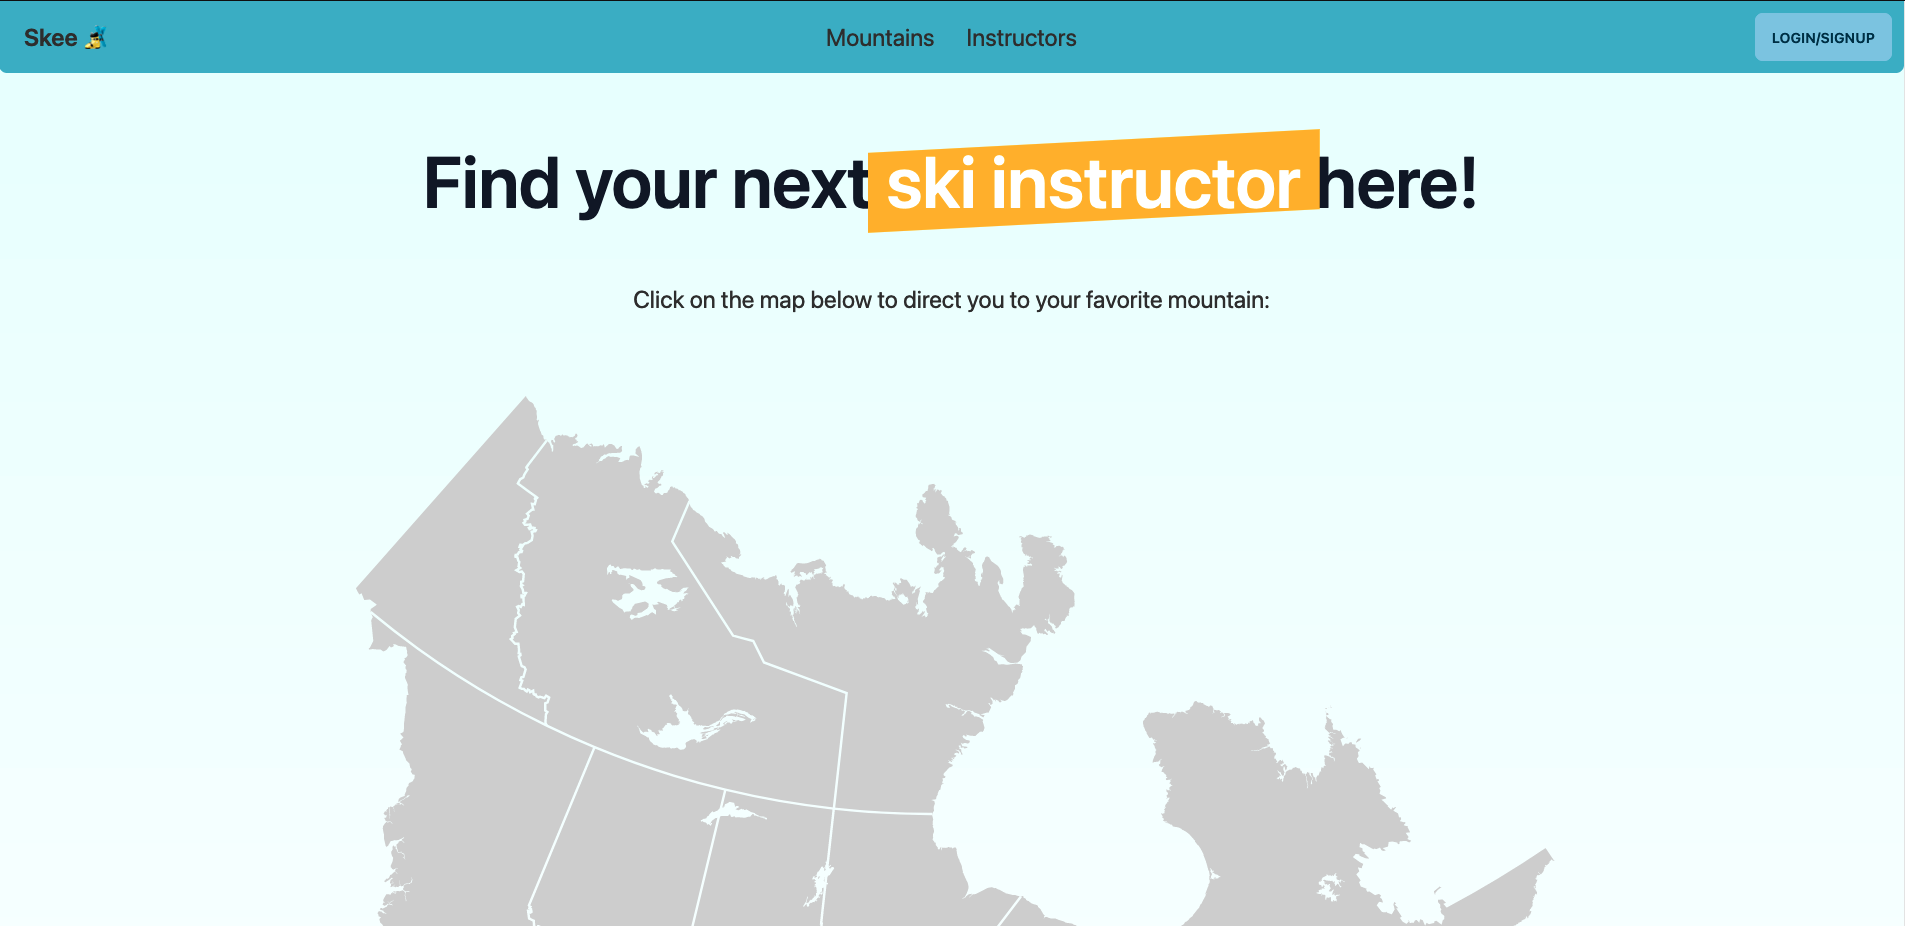 Skee
Mountains Instructors
LOGIN/SIGNUP
Find your next ski instructor here!
Click on the map below to direct you to your favorite mountain: